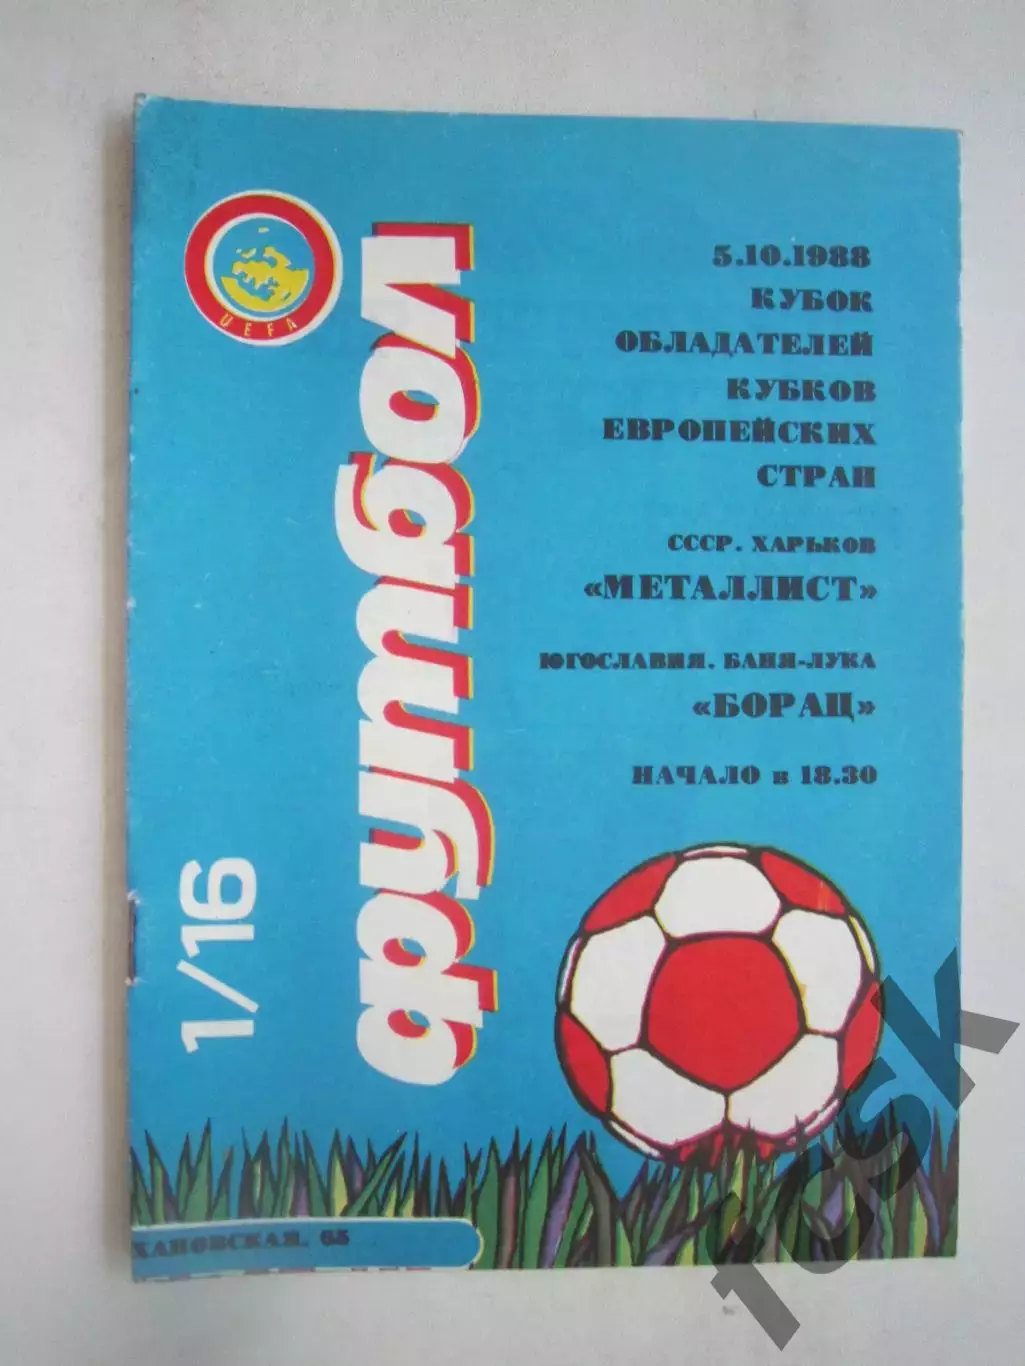 UEFA
футбол
1/16
5.10.1988
КУБОК
ОБЛАДАТЕЛЕЙ
КУБКОВ
ЕВРОПЕЙСКИХ
СТРАН
СССР. ХАРЬКОВ
«МЕТАЛЛИСТ»
ЮГОСЛАВИЯ. БАНЯ-ЛУКА
«БОРАЦ»
НАЧАЛО в 18.30
ХАНОВСКАЯ, 65
fcsk